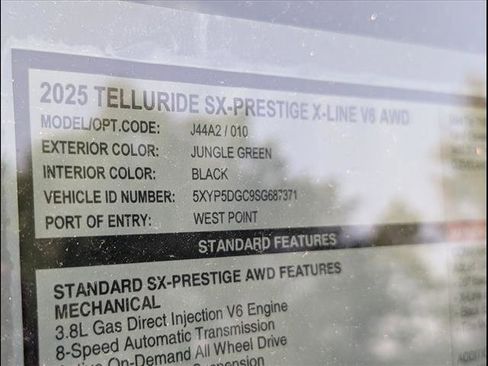 2025 TELLURIDE SX-PRESTIGE X-LINE V6 AWD
MODEL/OPT.CODE: J44A2 / 010
EXTERIOR COLOR: JUNGLE GREEN
INTERIOR COLOR: BLACK
VEHICLE ID NUMBER: 5XYP5DGC9SG687371
PORT OF ENTRY: WEST POINT
STANDARD FEATURES
STANDARD SX-PRESTIGE AWD FEATURES
MECHANICAL
3.8L Gas Direct Injection V6 Engine
8-Speed Automatic Transmission
Active On-Demand All Wheel Drive
Suspension